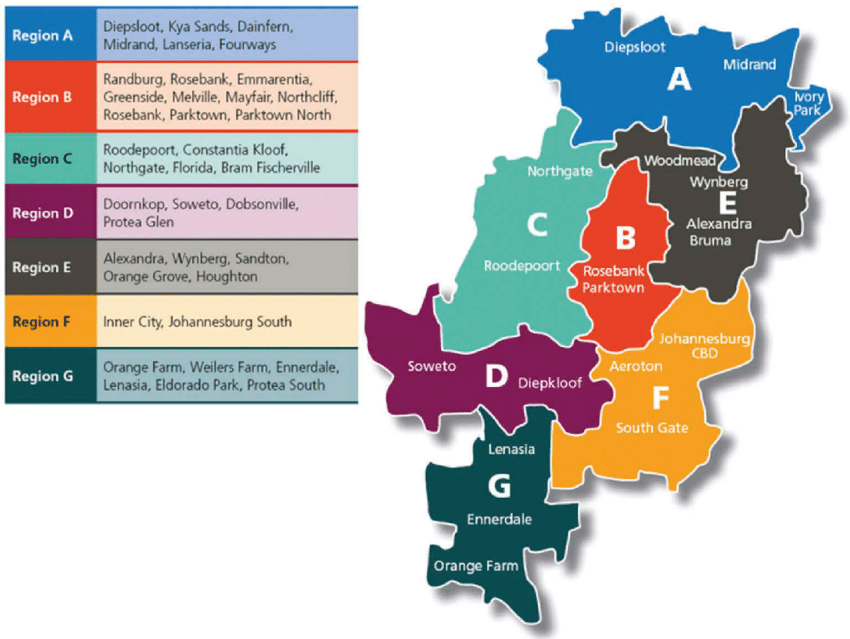 Region A
Diepsloot, Kya Sands, Dainfern,
Midrand, Lanseria, Fourways
Region B
Randburg, Rosebank, Emmarentia,
Greenside, Melville, Mayfair, Northcliff,
Rosebank, Parktown, Parktown North
Region C
Roodepoort, Constantia Kloof,
Northgate, Florida, Bram Fischerville
Region D
Doornkop, Soweto, Dobsonville,
Protea Glen
Region E
Alexandra, Wynberg, Sandton,
Orange Grove, Houghton
Region F
Inner City, Johannesburg South
Region G
Orange Farm, Weilers Farm, Ennerdale,
Lenasia, Eldorado Park, Protea South
Diepsloot
Midrand
A
Ivory
Park
Woodmead
Northgate
Wynberg
E
Alexandra
Bruma
C
B
Roodepoort
Rosebank
Parktown
Johannesburg
CBD
Soweto
D
Diepkloof
Aeroton
F
South Gate
Lenasia
G
Ennerdale
Orange Farm